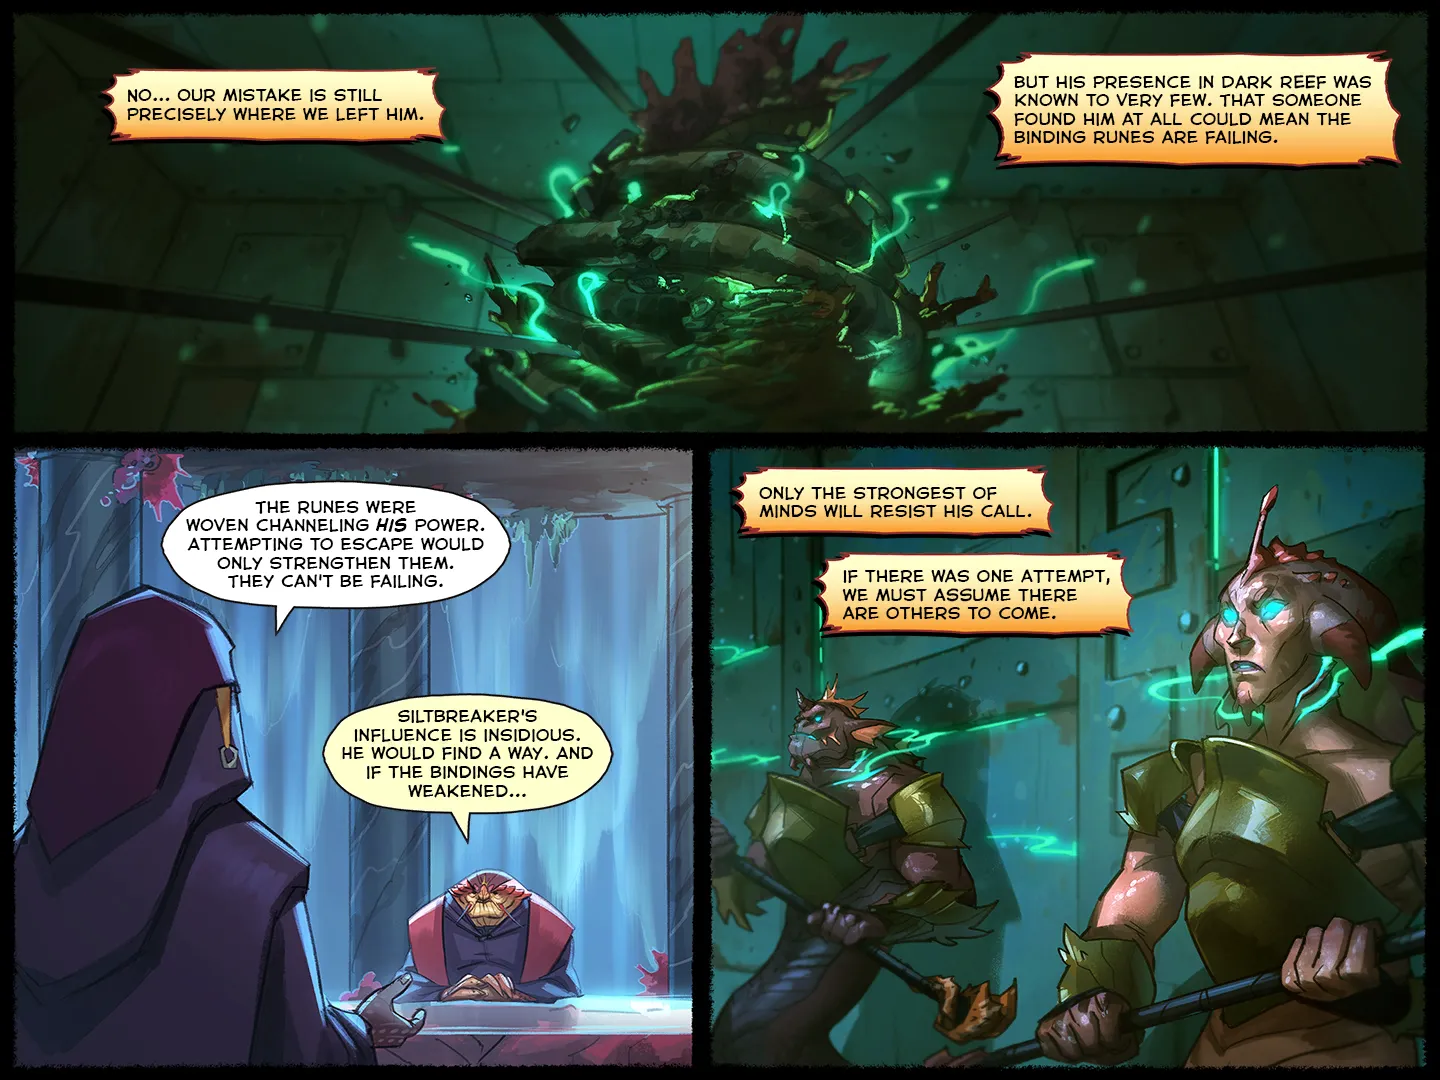 NO... OUR MISTAKE IS STILL
PRECISELY WHERE WE LEFT HIM.
BUT HIS PRESENCE IN DARK REEF WAS
KNOWN TO VERY FEW. THAT SOMEONE
FOUND HIM AT ALL COULD MEAN THE
BINDING RUNES ARE FAILING.
THE RUNES WERE
WOVEN CHANNELING HIS POWER.
ATTEMPTING TO ESCAPE WOULD
ONLY STRENGTHEN THEM.
THEY CAN'T BE FAILING.
SILTBREAKER'S
INFLUENCE IS INSIDIOUS.
HE WOULD FIND A WAY. AND
IF THE BINDINGS HAVE
WEAKENED...
ONLY THE STRONGEST OF
MINDS WILL RESIST HIS CALL.
IF THERE WAS ONE ATTEMPT,
WE MUST ASSUME THERE
ARE OTHERS TO COME.